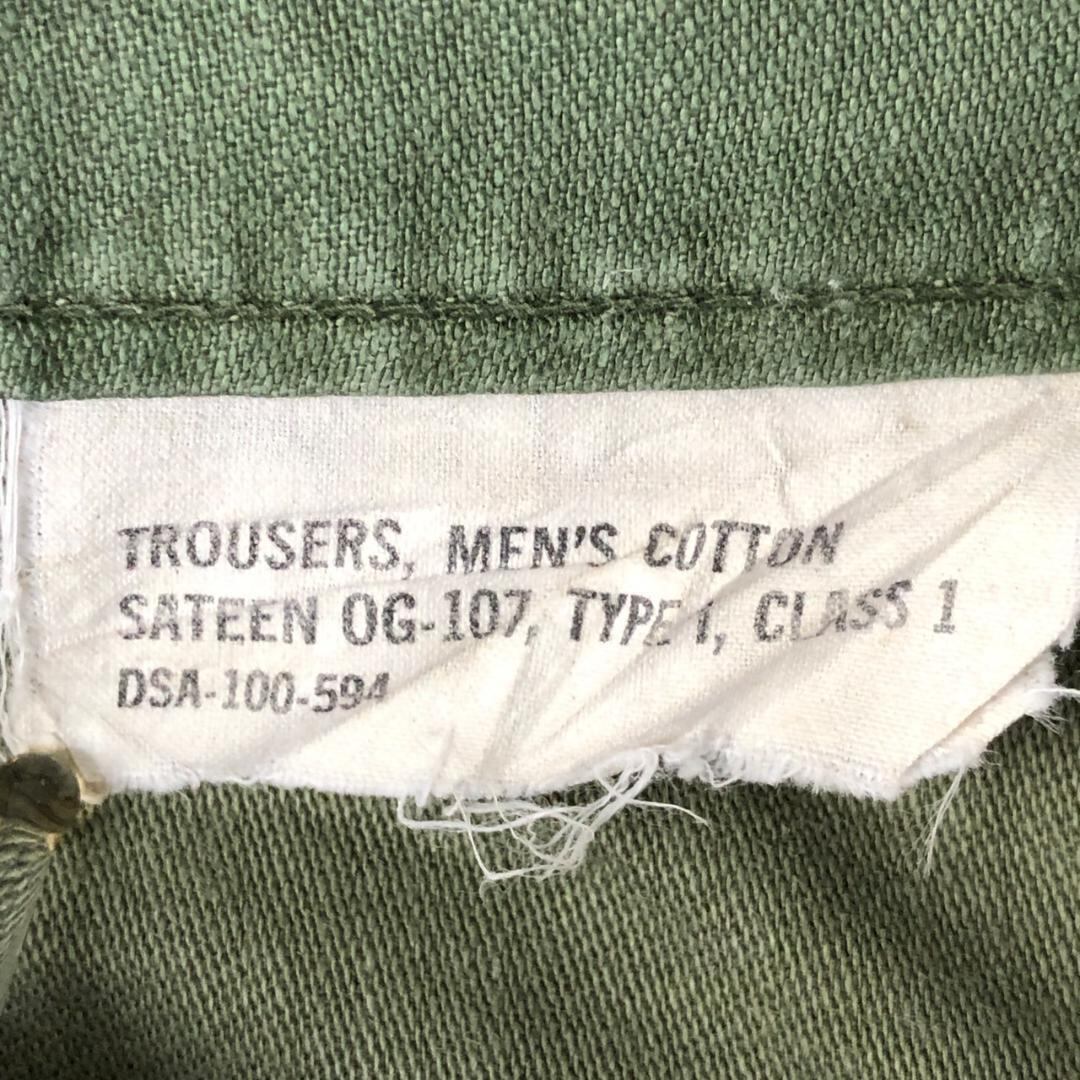 TROUSERS, MEN'S COTTON
SATEEN OG-107, TYPE I, CLASS 1
DSA-100-594